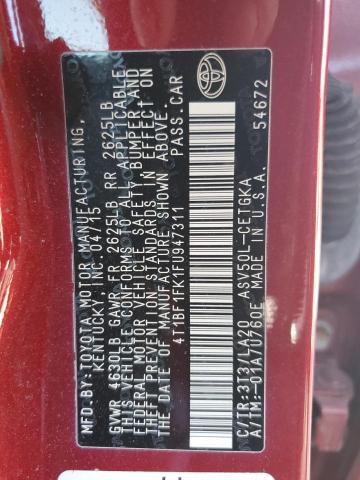 MFD.BY:TOYOTA MOTOR MANUFACTURING,
KENTUCKY, INC. 04/15
GVWR 4630LB GAWR FR 2625LB RR 2625LB
THIS VEHICLE CONFORMS TO ALL APPLICABLE
FEDERAL MOTOR VEHICLE SAFETY, BUMPER AND
THEFT PREVENTION STANDARDS IN EFFECT ON
THE DATE OF MANUFACTURE SHOWN ABOVE.
4T1BF1FK1FU947311 PASS.CAR
C/TR:3T3/LA20 ASV50L-CETGKA
A/TM:-01A/U760E MADE IN U.S.A.
54672